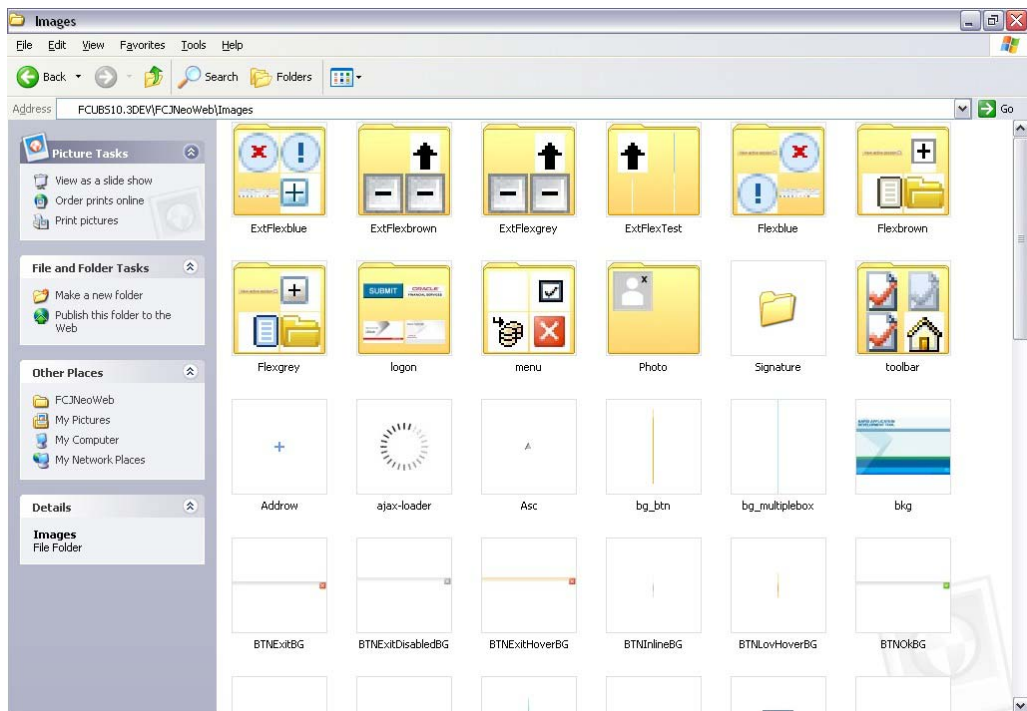 Images
File Edit View Favorites Tools Help
Back Search Folders
Address FCUBS10.3DEV\FCJNeoWeb\Images Go
Picture Tasks
View as a slide show
Order prints online
Print pictures
File and Folder Tasks
Make a new folder
Publish this folder to the
Web
Other Places
FCJNeoWeb
My Pictures
My Computer
My Network Places
Details
Images
File Folder
ExtFlexblue ExtFlexbrown ExtFlexgrey ExtFlexTest Flexblue Flexbrown
SUBMIT ORACLE
FINANCIAL SERVICES
Flexgrey logon menu Photo Signature toolbar
Addrow ajax-loader Asc bg_btn bg_multiplebox bkg
BTNExitBG BTNExitDisabledBG BTNExitHoverBG BTNInlineBG BTNLovHoverBG BTNOkBG